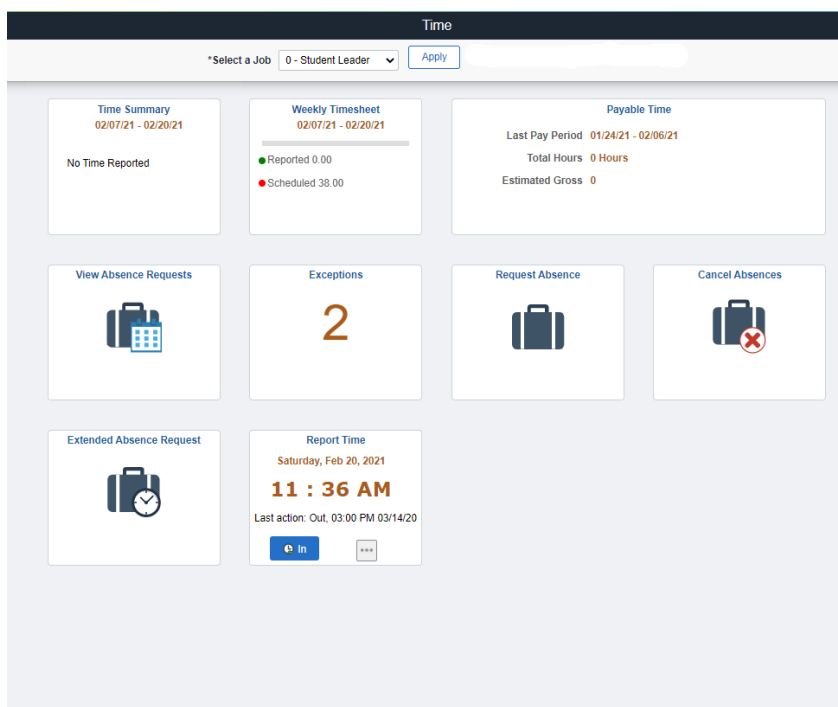 Time
*Select a Job 0 - Student Leader Apply
Time Summary
02/07/21 - 02/20/21
No Time Reported
Weekly Timesheet
02/07/21 - 02/20/21
Reported 0.00
Scheduled 38.00
Payable Time
Last Pay Period 01/24/21 - 02/06/21
Total Hours 0 Hours
Estimated Gross 0
View Absence Requests
Exceptions
2
Request Absence
Cancel Absences
Extended Absence Request
Report Time
Saturday, Feb 20, 2021
11 : 36 AM
Last action: Out, 03:00 PM 03/14/20
In